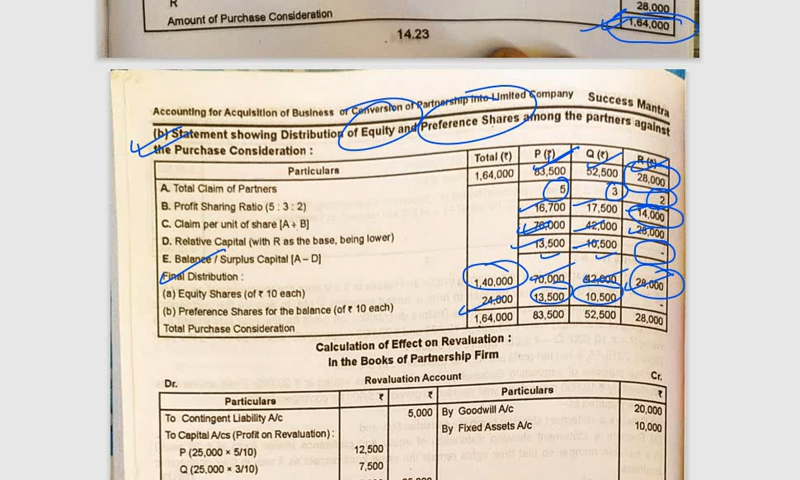 R
28,000
Amount of Purchase Consideration 1,64,000
14.23
Accounting for Acquisition of Business or Conversion of Partnership into Limited Company Success Mantra
(b) Statement showing Distribution of Equity and Preference Shares among the partners against
the Purchase Consideration :
Particulars Total (₹) P (₹) Q (₹) R (₹)
A. Total Claim of Partners 1,64,000 83,500 52,500 28,000
B. Profit Sharing Ratio (5 : 3 : 2) 5 3 2
C. Claim per unit of share [A ÷ B] 16,700 17,500 14,000
D. Relative Capital (with R as the base, being lower) 70,000 42,000 28,000
E. Balance / Surplus Capital [A – D] 13,500 10,500 -
Final Distribution :
(a) Equity Shares (of ₹ 10 each) 1,40,000 70,000 42,000 28,000
(b) Preference Shares for the balance (of ₹ 10 each) 24,000 13,500 10,500 -
Total Purchase Consideration 1,64,000 83,500 52,500 28,000
Calculation of Effect on Revaluation :
In the Books of Partnership Firm
Dr. Revaluation Account Cr.
Particulars ₹ Particulars ₹
To Contingent Liability A/c 5,000 By Goodwill A/c 20,000
To Capital A/cs (Profit on Revaluation) : By Fixed Assets A/c 10,000
P (25,000 × 5/10) 12,500
Q (25,000 × 3/10) 7,500